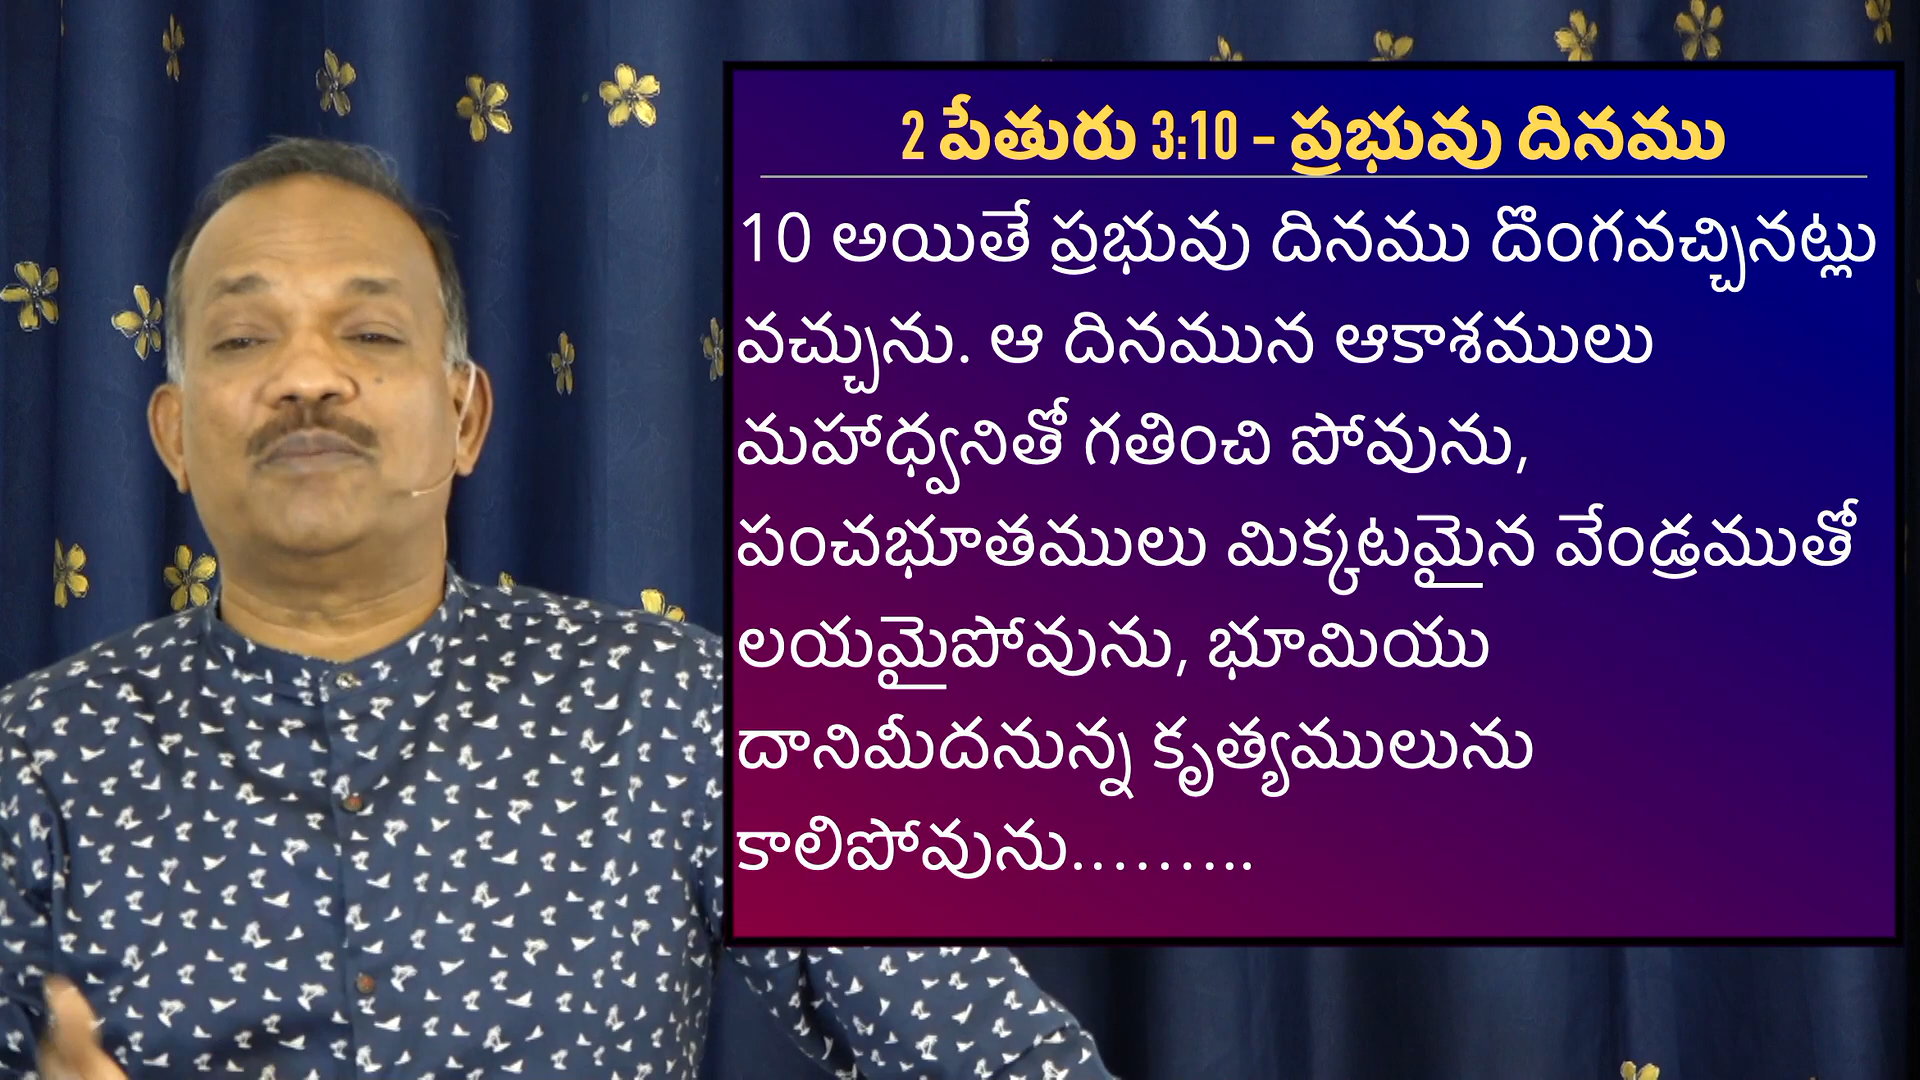 2 పేతురు 3:10 – ప్రభువు దినము
10 అయితే ప్రభువు దినము దొంగవచ్చినట్లు
వచ్చును. ఆ దినమున ఆకాశములు
మహాధ్వనితో గతించి పోవును,
పంచభూతములు మిక్కటమైన వేండ్రముతో
లయమైపోవును, భూమియు
దానిమీదనున్న కృత్యములును
కాలిపోవును.........